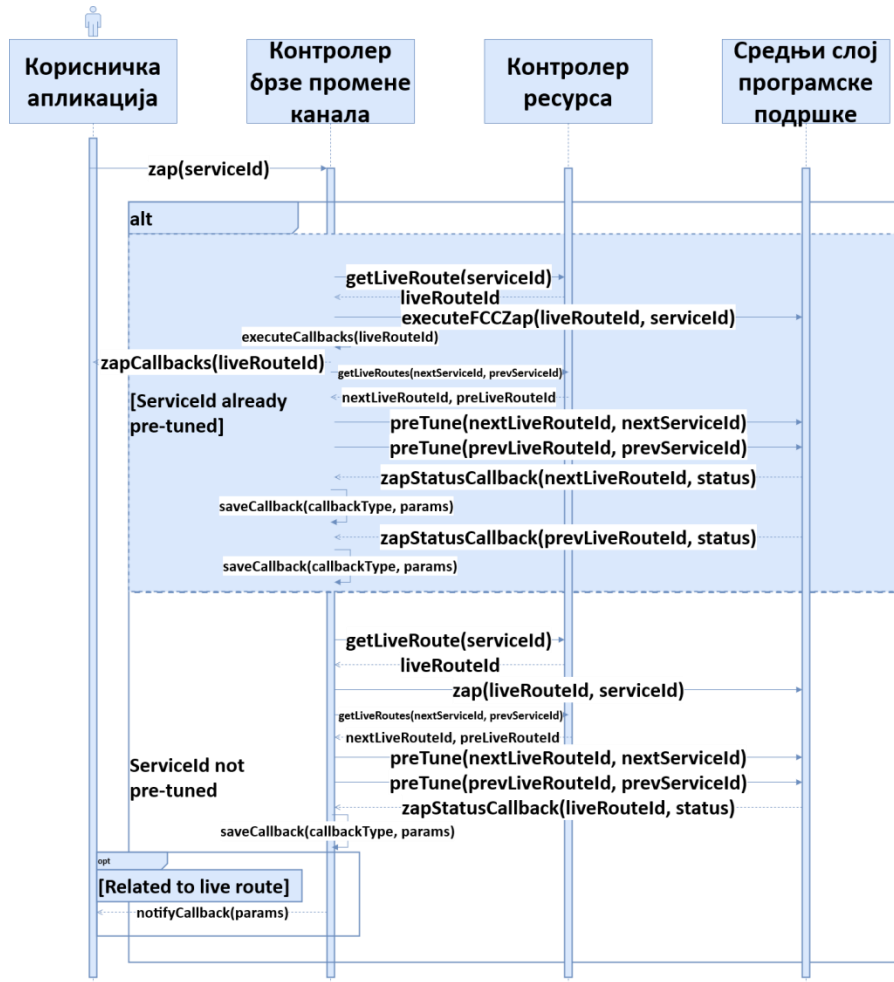 Корисничка
апликација
Контролер
брзе промене
канала
Контролер
ресурса
Средњи слој
програмске
подршке
zap(serviceId)
alt
getLiveRoute(serviceId)
liveRouteId
executeFCCZap(liveRouteId, serviceId)
executeCallbacks(liveRouteId)
zapCallbacks(liveRouteId)
getLiveRoutes(nextServiceId, prevServiceId)
nextLiveRouteId, preLiveRouteId
[ServiceId already
pre-tuned]
preTune(nextLiveRouteId, nextServiceId)
preTune(prevLiveRouteId, prevServiceId)
zapStatusCallback(nextLiveRouteId, status)
saveCallback(callbackType, params)
zapStatusCallback(prevLiveRouteId, status)
saveCallback(callbackType, params)
getLiveRoute(serviceId)
liveRouteId
zap(liveRouteId, serviceId)
getLiveRoutes(nextServiceId, prevServiceId)
nextLiveRouteId, preLiveRouteId
ServiceId not
pre-tuned
preTune(nextLiveRouteId, nextServiceId)
preTune(prevLiveRouteId, prevServiceId)
zapStatusCallback(liveRouteId, status)
saveCallback(callbackType, params)
opt
[Related to live route]
notifyCallback(params)